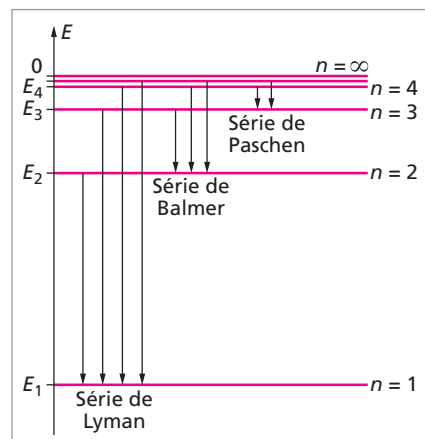 E
0
n = ∞
E4
n = 4
E3
n = 3
Série de
Paschen
E2
n = 2
Série de
Balmer
E1
n = 1
Série de
Lyman